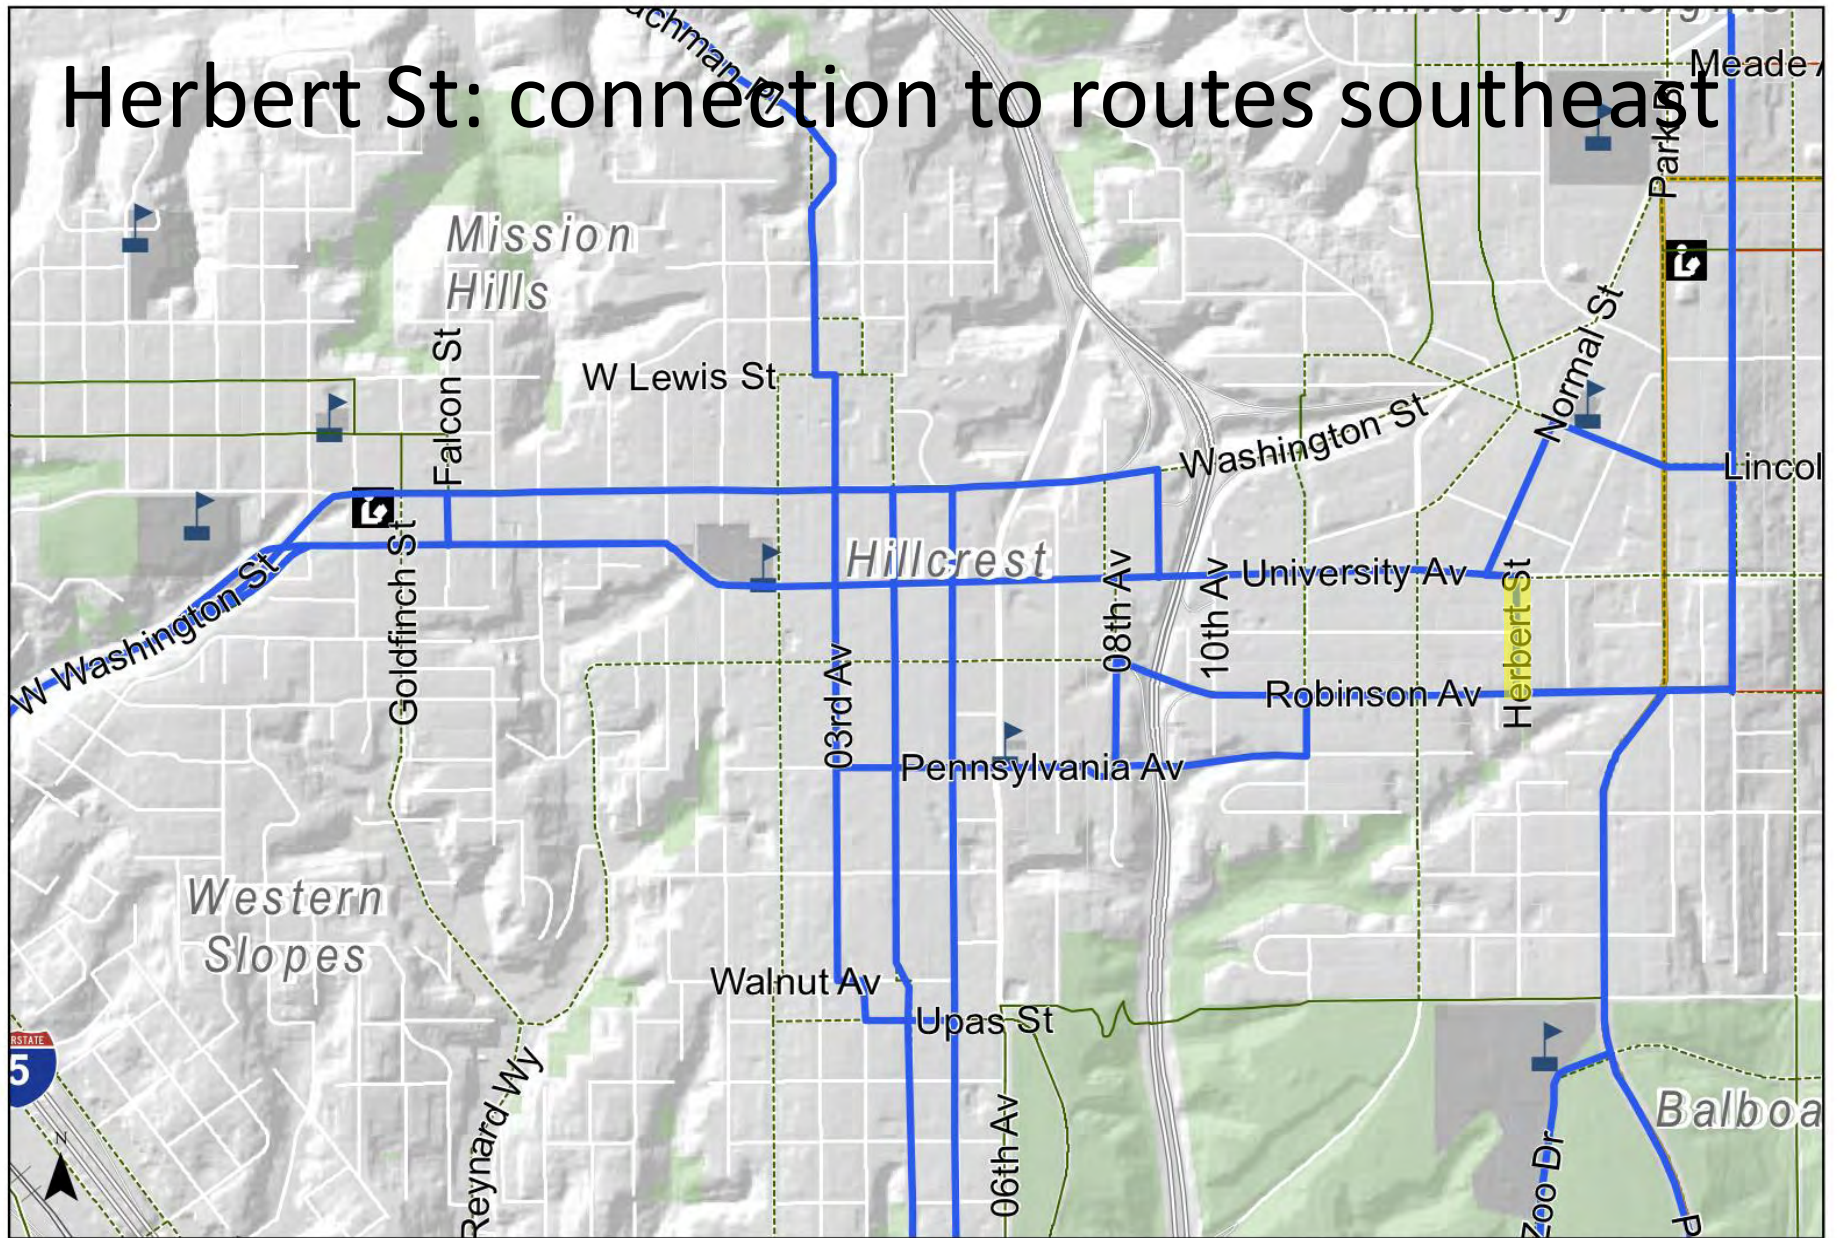 Herbert St: connection to routes southeast
Meade
Park Bl
Mission
Hills
Normal St
Falcon St
W Lewis St
Washington St
Lincol
Hillcrest
University Av
Goldfinch St
08th Av
10th Av
Herbert St
W Washington St
03rd Av
Robinson Av
Pennsylvania Av
Western
Slopes
Walnut Av
Upas St
5
N
Reynard Wy
06th Av
Balboa
Zoo Dr
P